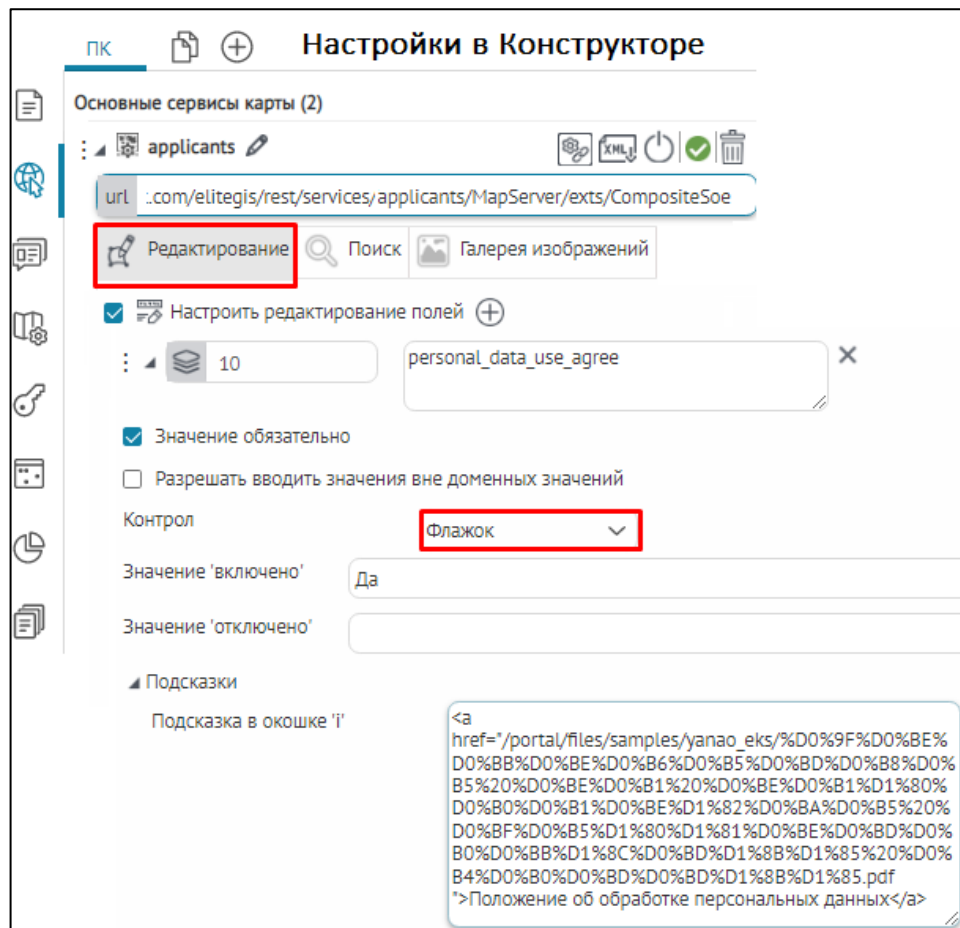 ПК
Настройки в Конструкторе
Основные сервисы карты (2)
applicants
XML
url :.com/elitegis/rest/services/applicants/MapServer/exts/CompositeSoe
Редактирование
Поиск
Галерея изображений
Настроить редактирование полей
10
personal_data_use_agree
Значение обязательно
Разрешать вводить значения вне доменных значений
Контрол
Флажок
Значение 'включено'
Да
Значение 'отключено'
Подсказки
Подсказка в окошке 'i'
<a
href="/portal/files/samples/yanao_eks/%D0%9F%D0%BE%
D0%BB%D0%BE%D0%B6%D0%B5%D0%BD%D0%B8%D0%
B5%20%D0%BE%D0%B1%20%D0%BE%D0%B1%D1%80%
D0%B0%D0%B1%D0%BE%D1%82%D0%BA%D0%B5%20%
D0%BF%D0%B5%D1%80%D1%81%D0%BE%D0%BD%D0%
B0%D0%BB%D1%8C%D0%BD%D1%8B%D1%85%20%D0%
B4%D0%B0%D0%BD%D0%BD%D1%8B%D1%85.pdf
">Положение об обработке персональных данных</a>